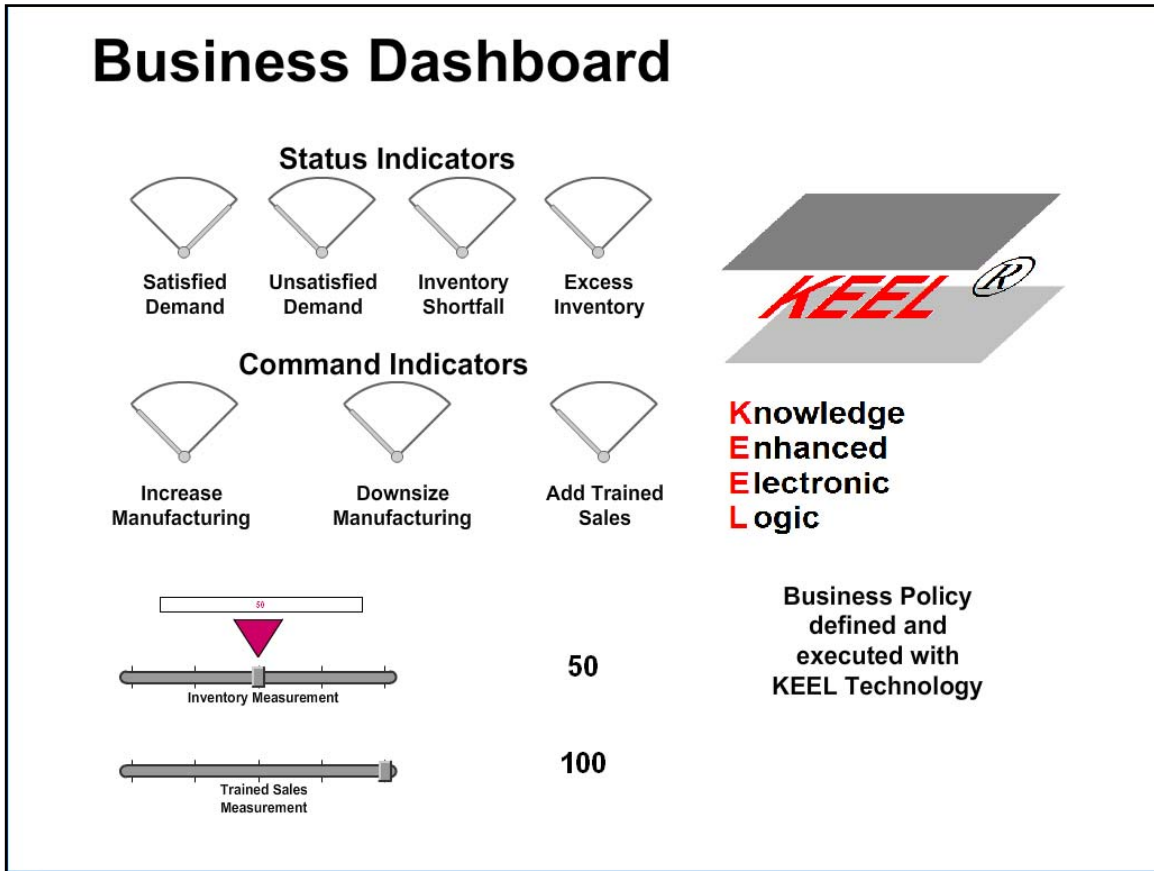 Business Dashboard
Status Indicators
Satisfied
Demand
Unsatisfied
Demand
Inventory
Shortfall
Excess
Inventory
Command Indicators
Increase
Manufacturing
Downsize
Manufacturing
Add Trained
Sales
50
Inventory Measurement
50
Trained Sales
Measurement
100
KEEL ®
Knowledge
Enhanced
Electronic
Logic
Business Policy
defined and
executed with
KEEL Technology